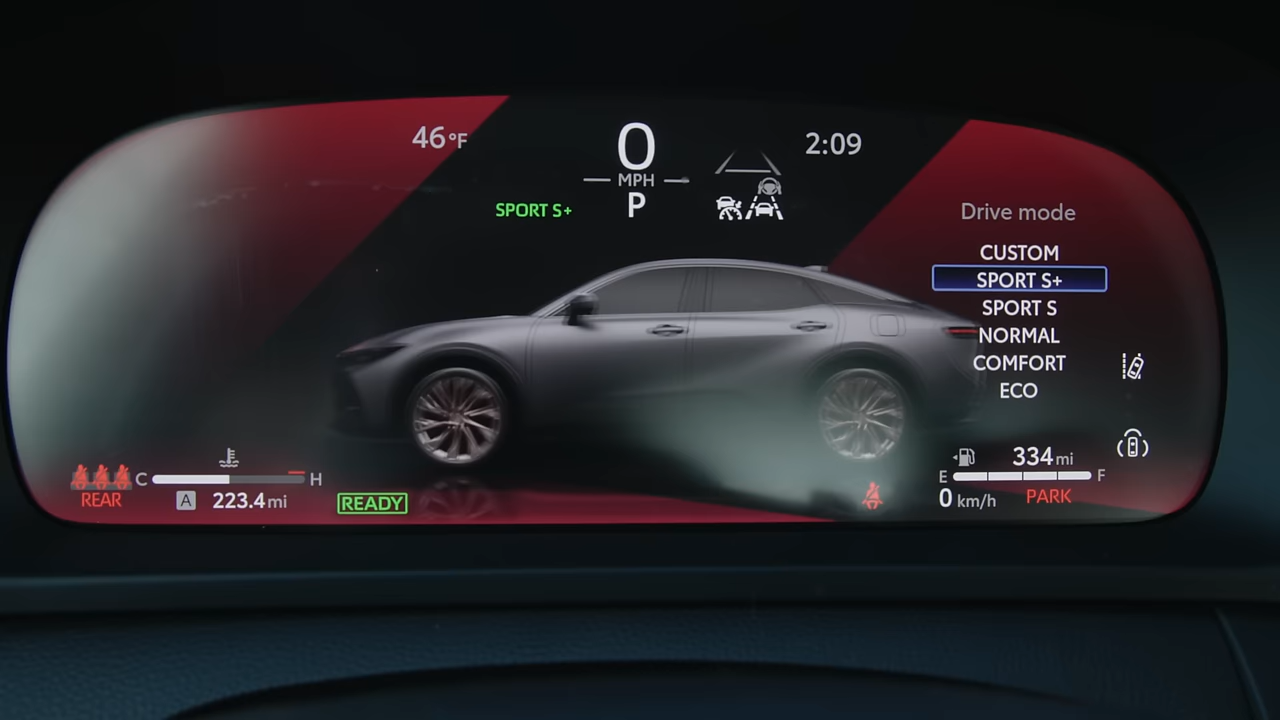 46°F
0
MPH
P
2:09
SPORT S+
Drive mode
CUSTOM
SPORT S+
SPORT S
NORMAL
COMFORT
ECO
C H
REAR
A 223.4 mi
READY
334 mi
E F
0 km/h
PARK